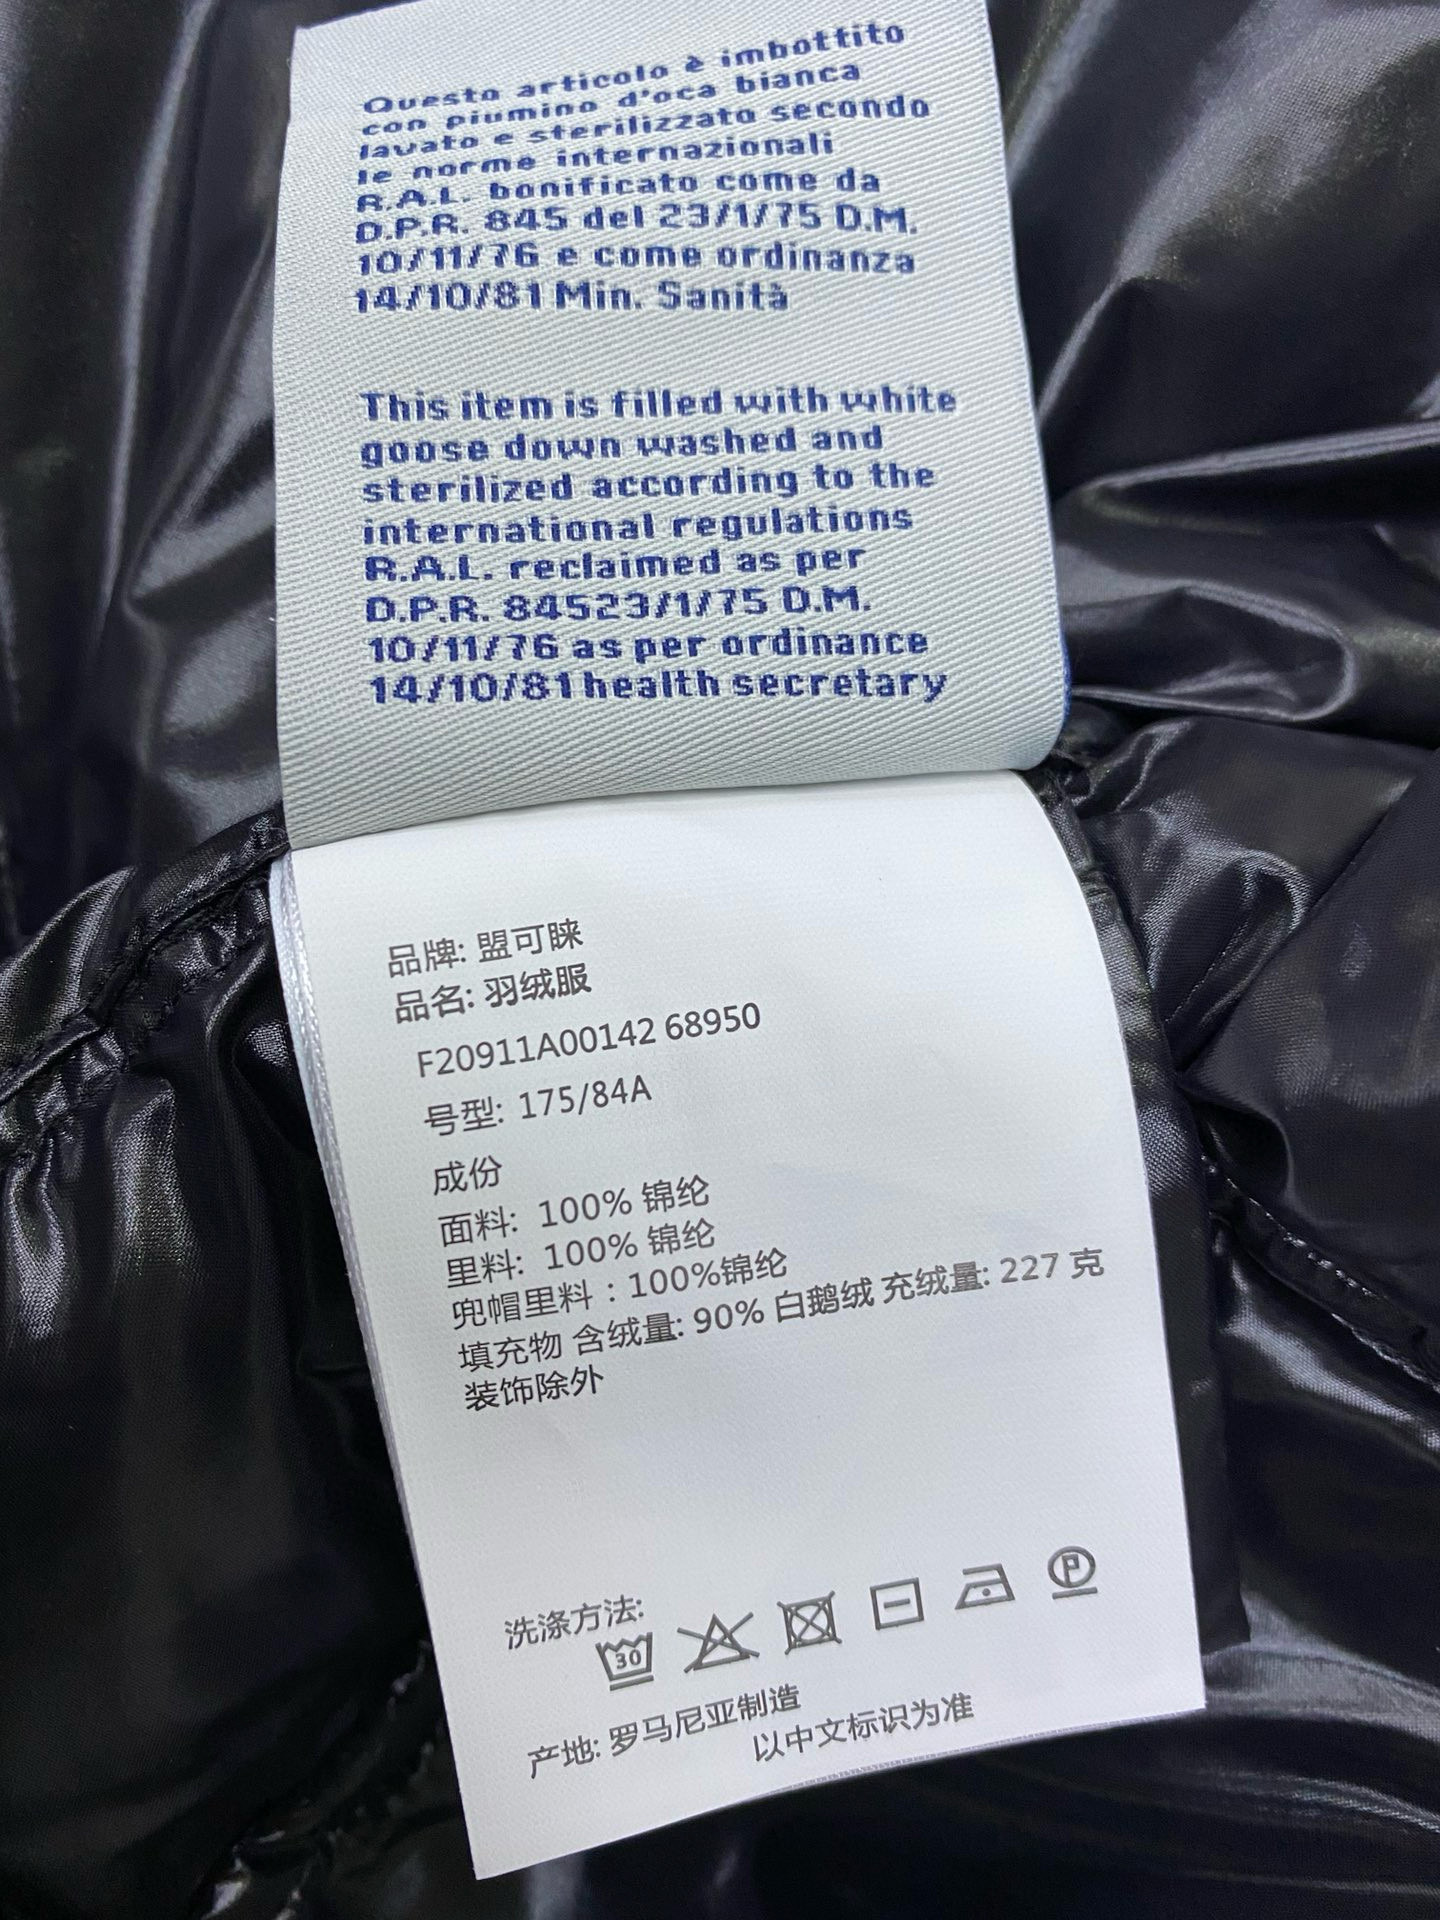 Questo articolo è imbottito
con piumino d'oca bianca
lavato e sterilizzato secondo
le norme internazionali
R.A.L. bonificato come da
D.P.R. 845 del 23/1/75 D.M.
10/11/76 e come ordinanza
14/10/81 Min. Sanità
This item is filled with white
goose down washed and
sterilized according to the
international regulations
R.A.L. reclaimed as per
D.P.R. 84523/1/75 D.M.
10/11/76 as per ordinance
14/10/81 health secretary
品牌: 盟可睐
品名: 羽绒服
F20911A00142 68950
号型: 175/84A
成份
面料: 100% 锦纶
里料: 100% 锦纶
兜帽里料：100%锦纶
填充物 含绒量: 90% 白鹅绒 充绒量: 227 克
装饰除外
洗涤方法:
30
P
产地: 罗马尼亚制造
以中文标识为准